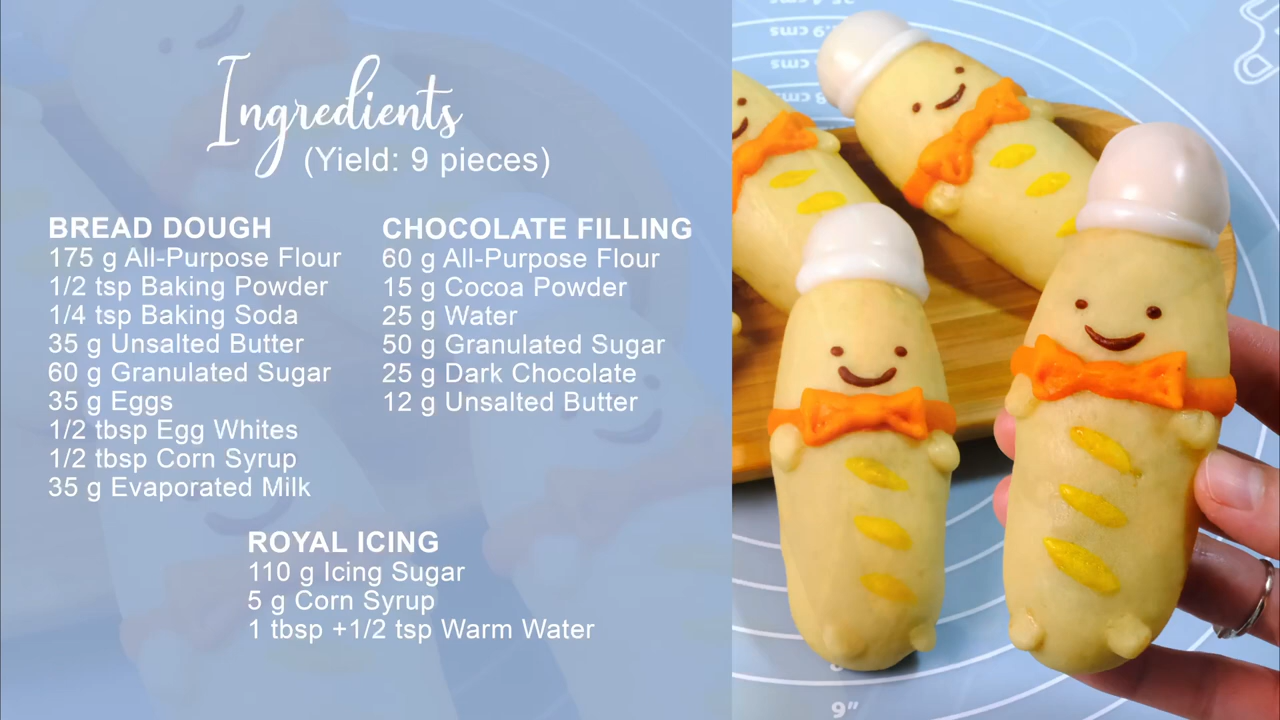 Ingredients
(Yield: 9 pieces)
BREAD DOUGH
175 g All-Purpose Flour
1/2 tsp Baking Powder
1/4 tsp Baking Soda
35 g Unsalted Butter
60 g Granulated Sugar
35 g Eggs
1/2 tbsp Egg Whites
1/2 tbsp Corn Syrup
35 g Evaporated Milk
CHOCOLATE FILLING
60 g All-Purpose Flour
15 g Cocoa Powder
25 g Water
50 g Granulated Sugar
25 g Dark Chocolate
12 g Unsalted Butter
ROYAL ICING
110 g Icing Sugar
5 g Corn Syrup
1 tbsp +1/2 tsp Warm Water
cms
cms
cms
9"